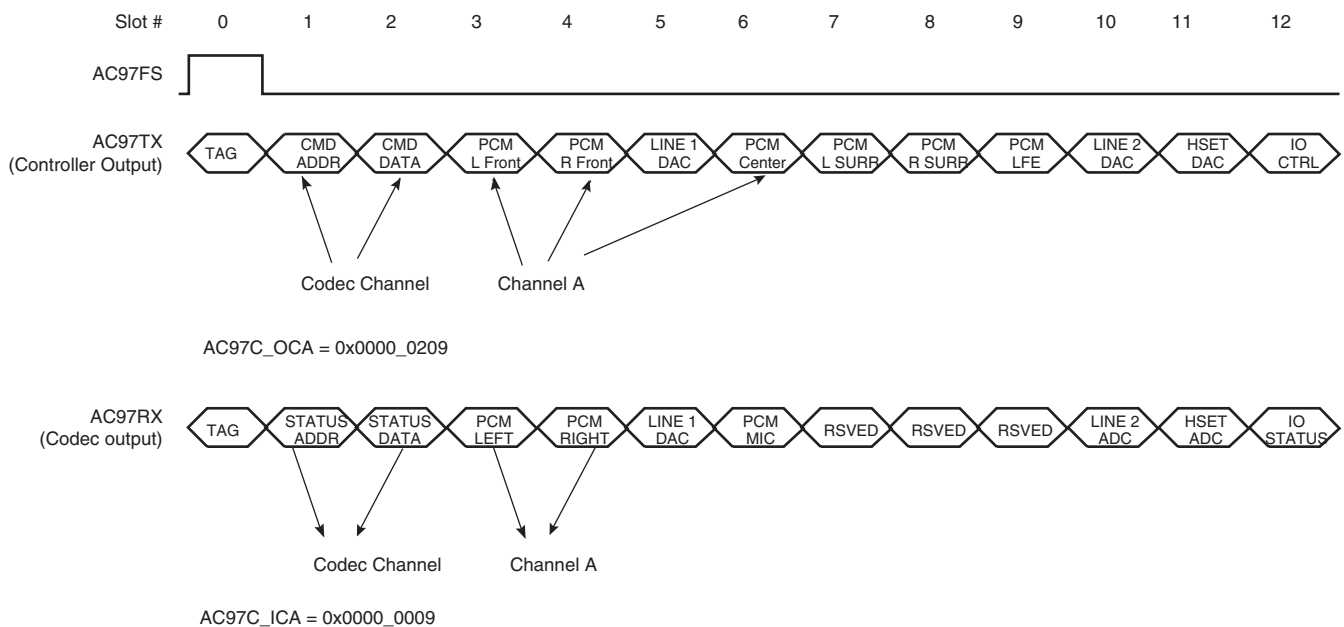 Slot # 0 1 2 3 4 5 6 7 8 9 10 11 12
AC97FS
AC97TX
(Controller Output)
TAG
CMD
ADDR
CMD
DATA
PCM
L Front
PCM
R Front
LINE 1
DAC
PCM
Center
PCM
L SURR
PCM
R SURR
PCM
LFE
LINE 2
DAC
HSET
DAC
IO
CTRL
Codec Channel
Channel A
AC97C_OCA = 0x0000_0209
AC97RX
(Codec output)
TAG
STATUS
ADDR
STATUS
DATA
PCM
LEFT
PCM
RIGHT
LINE 1
DAC
PCM
MIC
RSVED
RSVED
RSVED
LINE 2
ADC
HSET
ADC
IO
STATUS
Codec Channel
Channel A
AC97C_ICA = 0x0000_0009